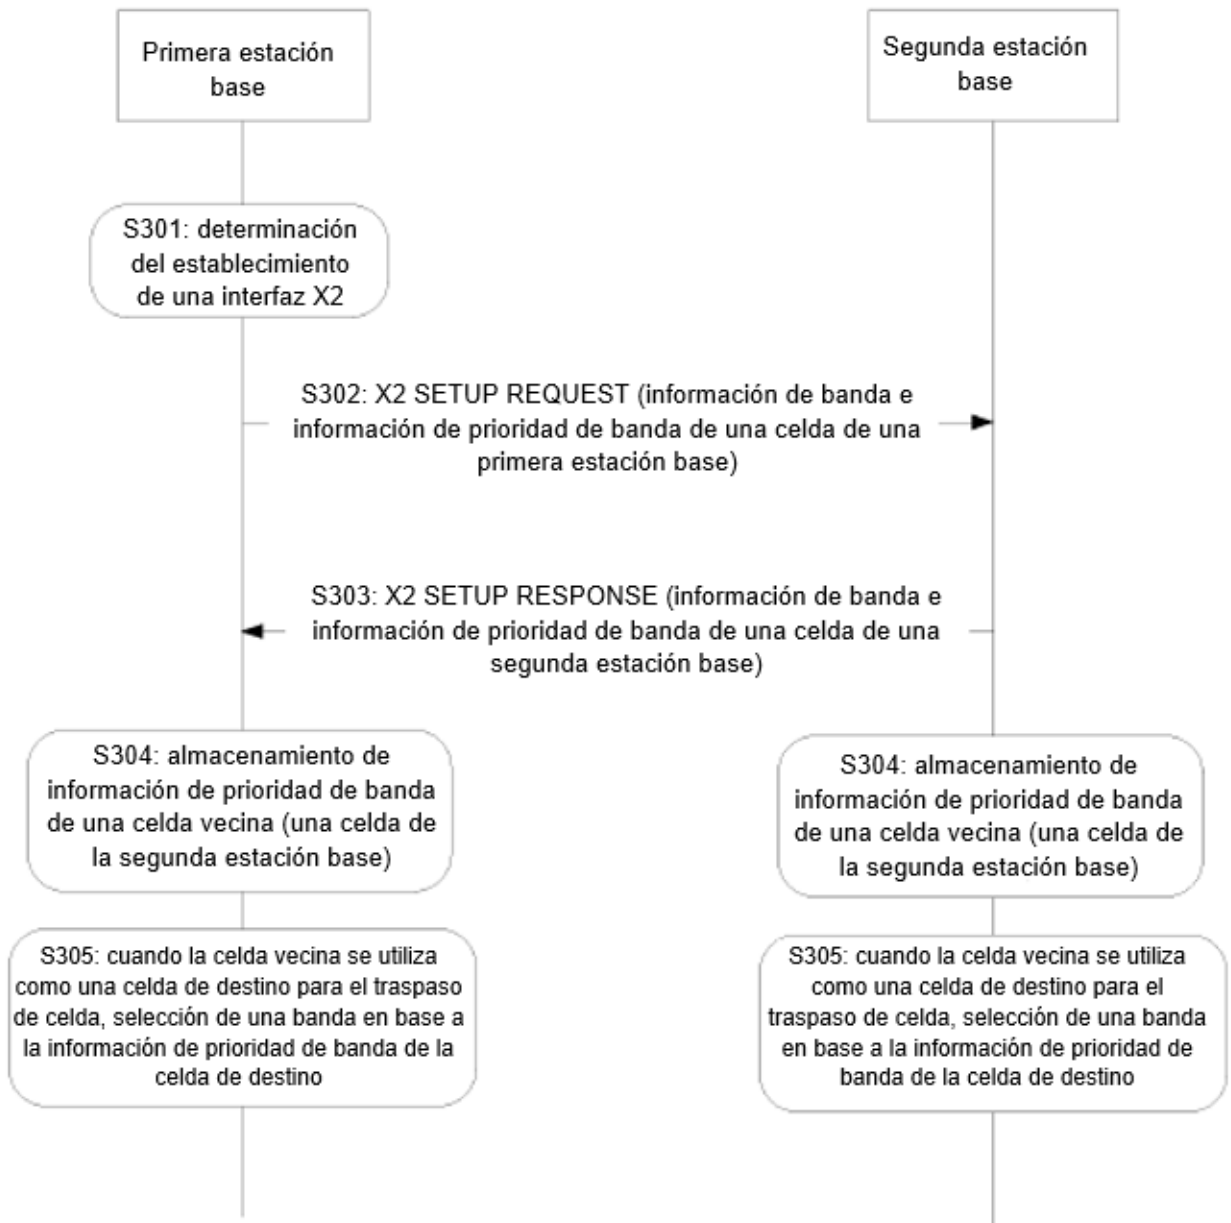 Primera estación
base
Segunda estación
base
S301: determinación
del establecimiento
de una interfaz X2
S302: X2 SETUP REQUEST (información de banda e
información de prioridad de banda de una celda de una
primera estación base)
S303: X2 SETUP RESPONSE (información de banda e
información de prioridad de banda de una celda de una
segunda estación base)
S304: almacenamiento de
información de prioridad de banda
de una celda vecina (una celda de
la segunda estación base)
S304: almacenamiento de
información de prioridad de banda
de una celda vecina (una celda de
la segunda estación base)
S305: cuando la celda vecina se utiliza
como una celda de destino para el traspaso
de celda, selección de una banda en base a
la información de prioridad de banda de la
celda de destino
S305: cuando la celda vecina se utiliza
como una celda de destino para el
traspaso de celda, selección de una banda
en base a la información de prioridad de
banda de la celda de destino